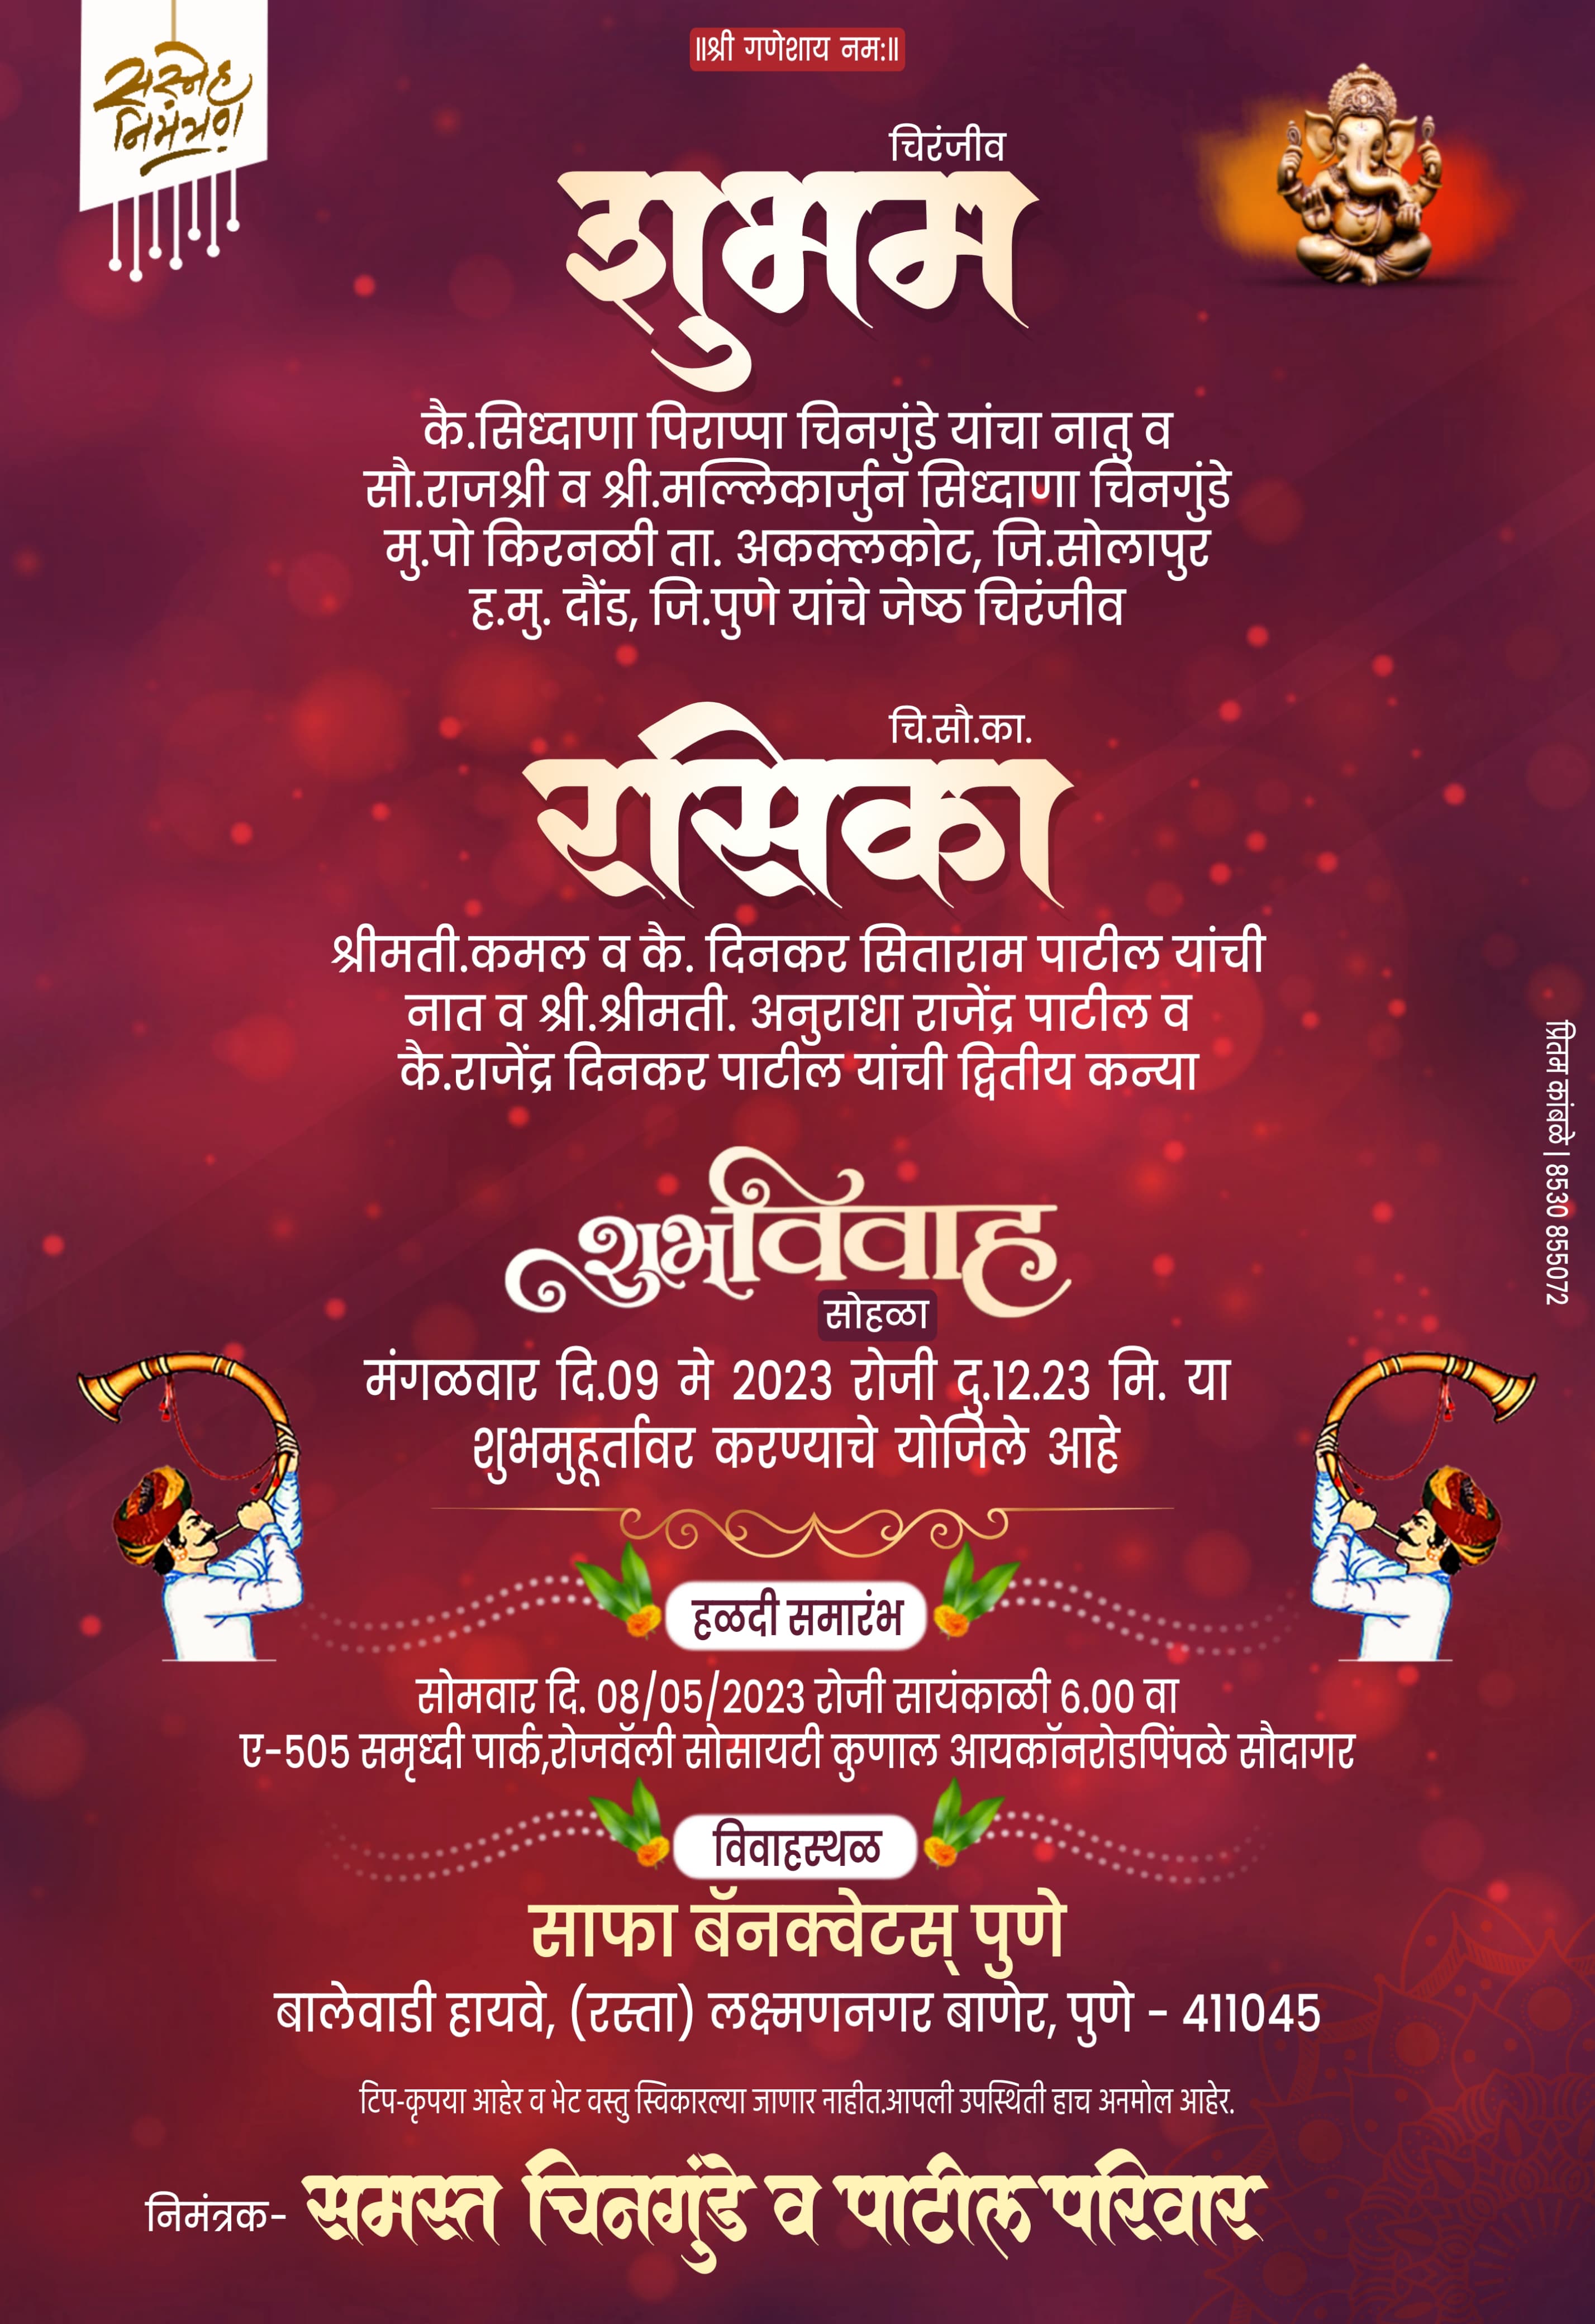 सस्नेह
निमंत्रण
॥श्री गणेशाय नम:॥
चिरंजीव
शुभम
कै.सिध्दाणा पिराप्पा चिनगुंडे यांचा नातु व
सौ.राजश्री व श्री.मल्लिकार्जुन सिध्दाणा चिनगुंडे
मु.पो किरनळी ता. अकक्लकोट, जि.सोलापुर
ह.मु. दौंड, जि.पुणे यांचे जेष्ठ चिरंजीव
चि.सौ.का.
रसिका
श्रीमती.कमल व कै. दिनकर सिताराम पाटील यांची
नात व श्री.श्रीमती. अनुराधा राजेंद्र पाटील व
कै.राजेंद्र दिनकर पाटील यांची द्वितीय कन्या
शुभविवाह
सोहळा
मंगळवार दि.09 मे 2023 रोजी दु.12.23 मि. या
शुभमुहूर्तावर करण्याचे योजिले आहे
हळदी समारंभ
सोमवार दि. 08/05/2023 रोजी सायंकाळी 6.00 वा
ए-505 समृध्दी पार्क,रोजवॅली सोसायटी कुणाल आयकॉनरोडपिंपळे सौदागर
विवाहस्थळ
साफा बॅनक्वेटस् पुणे
बालेवाडी हायवे, (रस्ता) लक्ष्मणनगर बाणेर, पुणे - 411045
टिप-कृपया आहेर व भेट वस्तु स्विकारल्या जाणार नाहीत.आपली उपस्थिती हाच अनमोल आहेर.
निमंत्रक- समस्त चिनगुंडे व पाटील परिवार
प्रितम कांबळे | 8530 855072